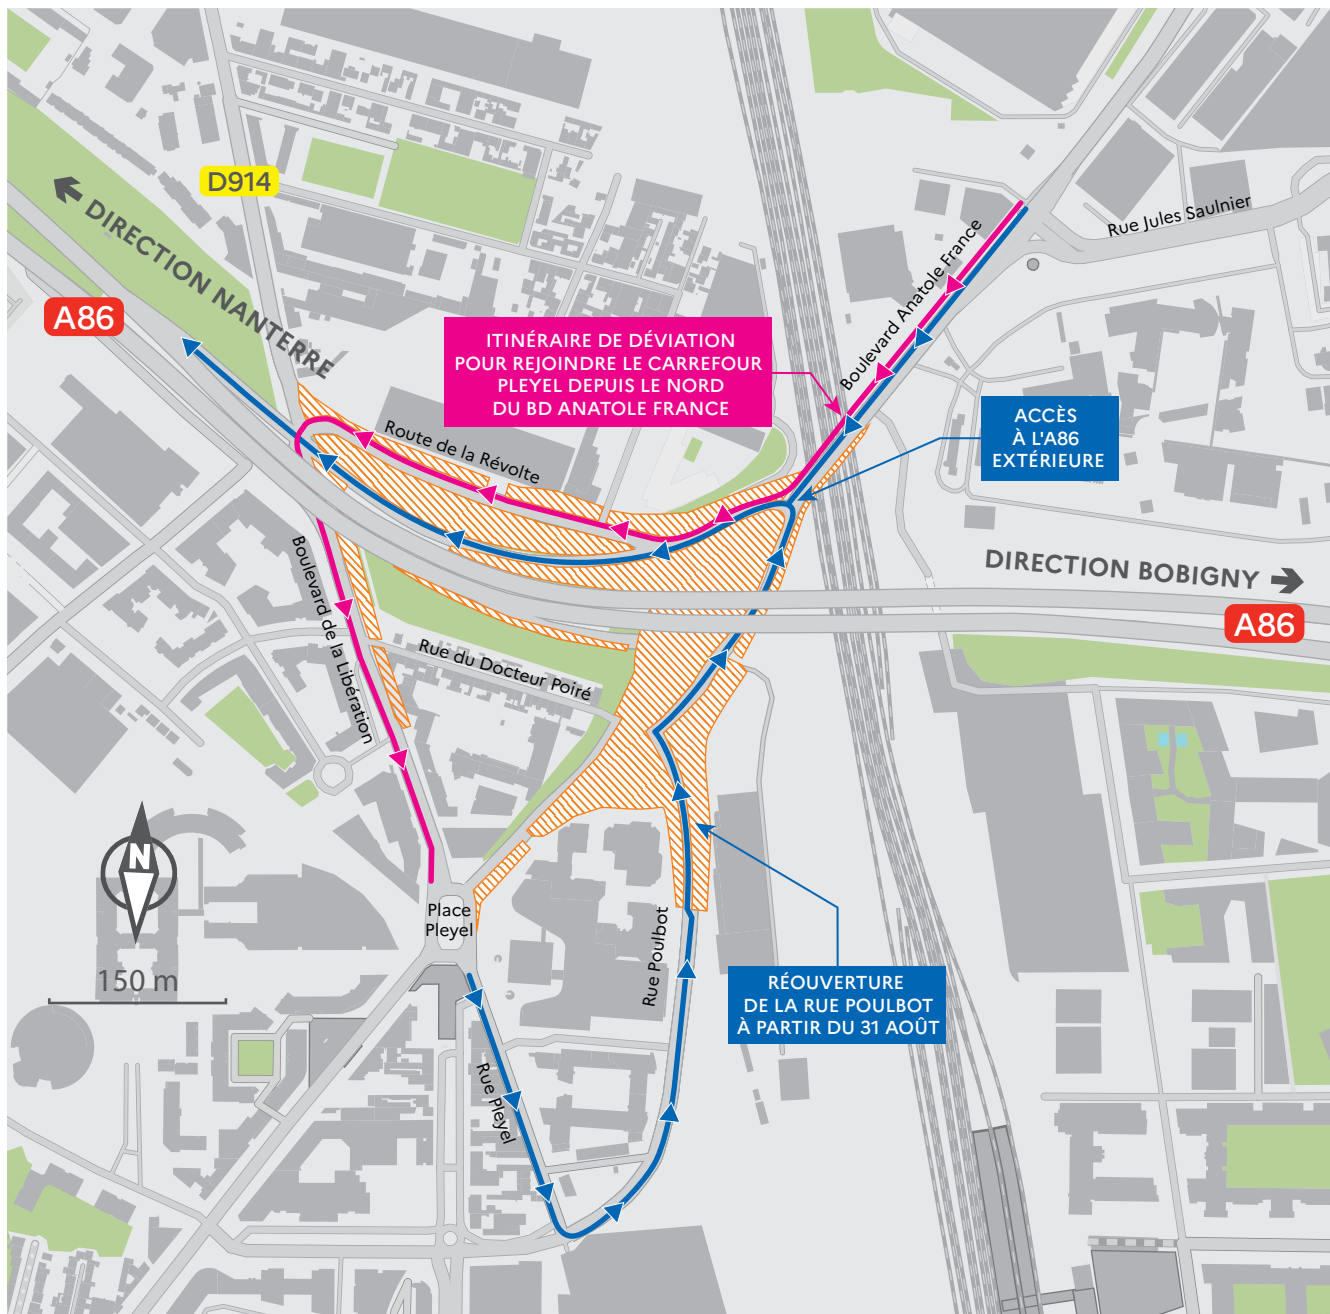 D914
DIRECTION NANTERRE
A86
Rue Jules Saulnier
Boulevard Anatole France
ITINÉRAIRE DE DÉVIATION
POUR REJOINDRE LE CARREFOUR
PLEYEL DEPUIS LE NORD
DU BD ANATOLE FRANCE
ACCÈS
À L'A86
EXTÉRIEURE
Route de la Révolte
DIRECTION BOBIGNY
A86
Boulevard de la Libération
Rue du Docteur Poiré
N
150 m
Place
Pleyel
Rue Poulbot
RÉOUVERTURE
DE LA RUE POULBOT
À PARTIR DU 31 AOÛT
Rue Pleyel